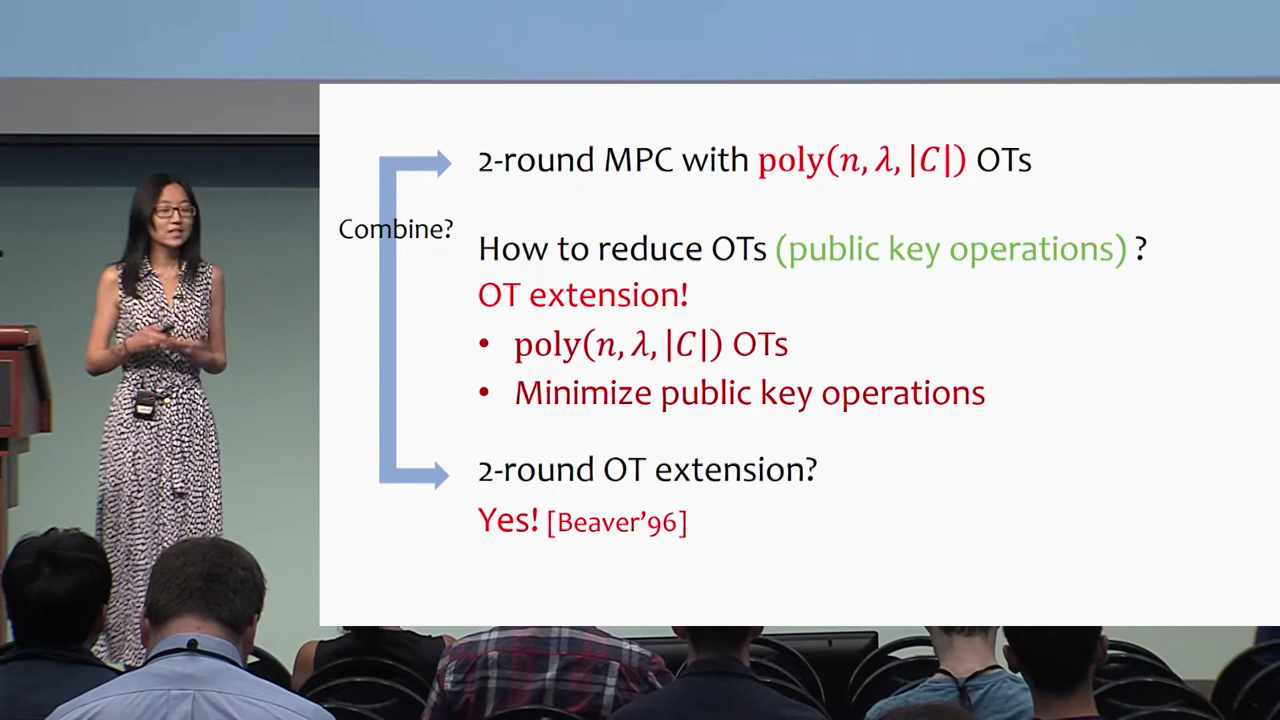 2-round MPC with poly(n, λ, |C|) OTs
Combine?
How to reduce OTs (public key operations) ?
OT extension!
• poly(n, λ, |C|) OTs
• Minimize public key operations
2-round OT extension?
Yes! [Beaver'96]